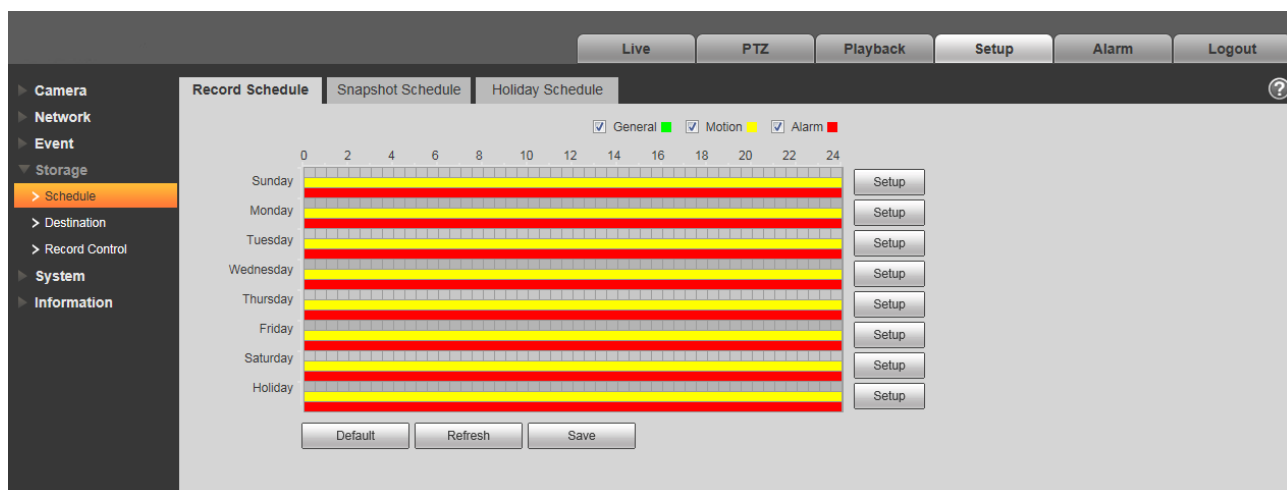 Live PTZ Playback Setup Alarm Logout
Camera
Network
Event
Storage
> Schedule
> Destination
> Record Control
System
Information
Record Schedule Snapshot Schedule Holiday Schedule
?
General Motion Alarm
0 2 4 6 8 10 12 14 16 18 20 22 24
Sunday Setup
Monday Setup
Tuesday Setup
Wednesday Setup
Thursday Setup
Friday Setup
Saturday Setup
Holiday Setup
Default Refresh Save